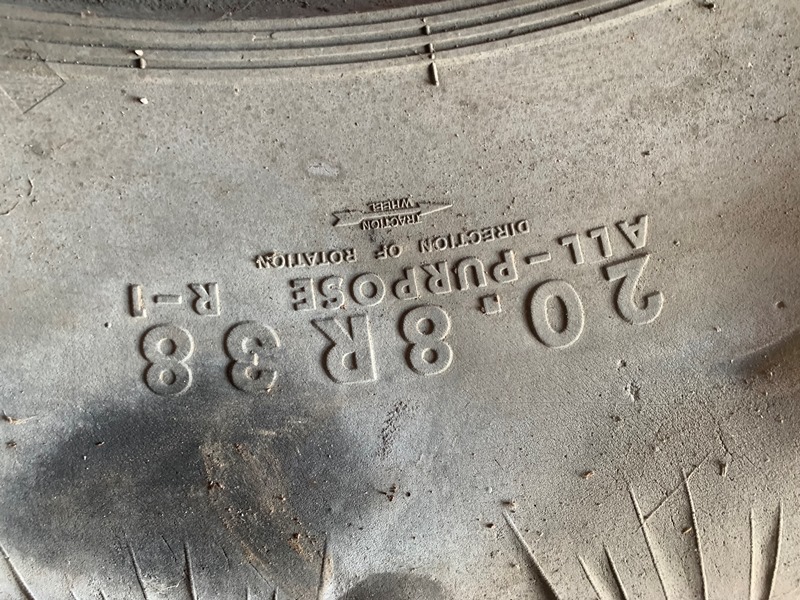 20.8R38
ALL-PURPOSE R-1
DIRECTION OF ROTATION
TRACTION
WHEEL